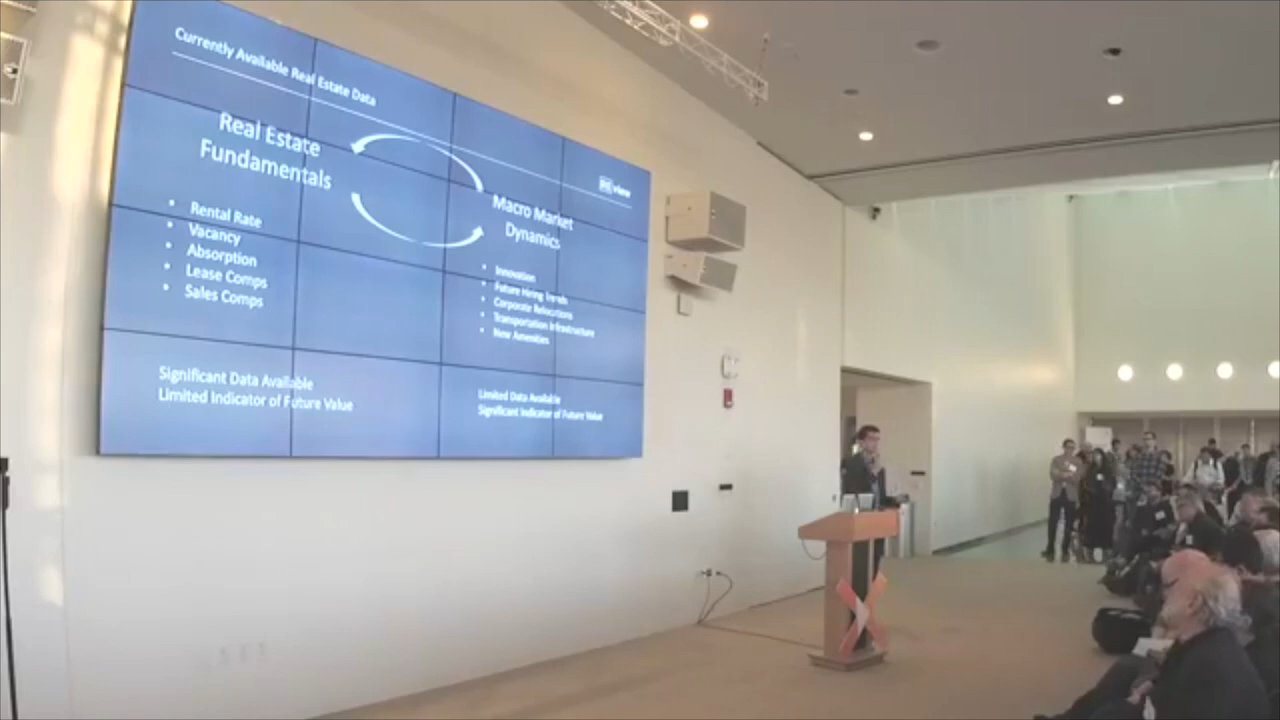 Currently Available Real Estate Data
Real Estate
Fundamentals
• Rental Rate
• Vacancy
• Absorption
• Lease Comps
• Sales Comps
Significant Data Available
Limited Indicator of Future Value
view
Macro Market
Dynamics
• Innovation
• Future Hiring Trends
• Corporate Relocations
• Transportation Infrastructure
• New Amenities
Limited Data Available
Significant Indicator of Future Value
X